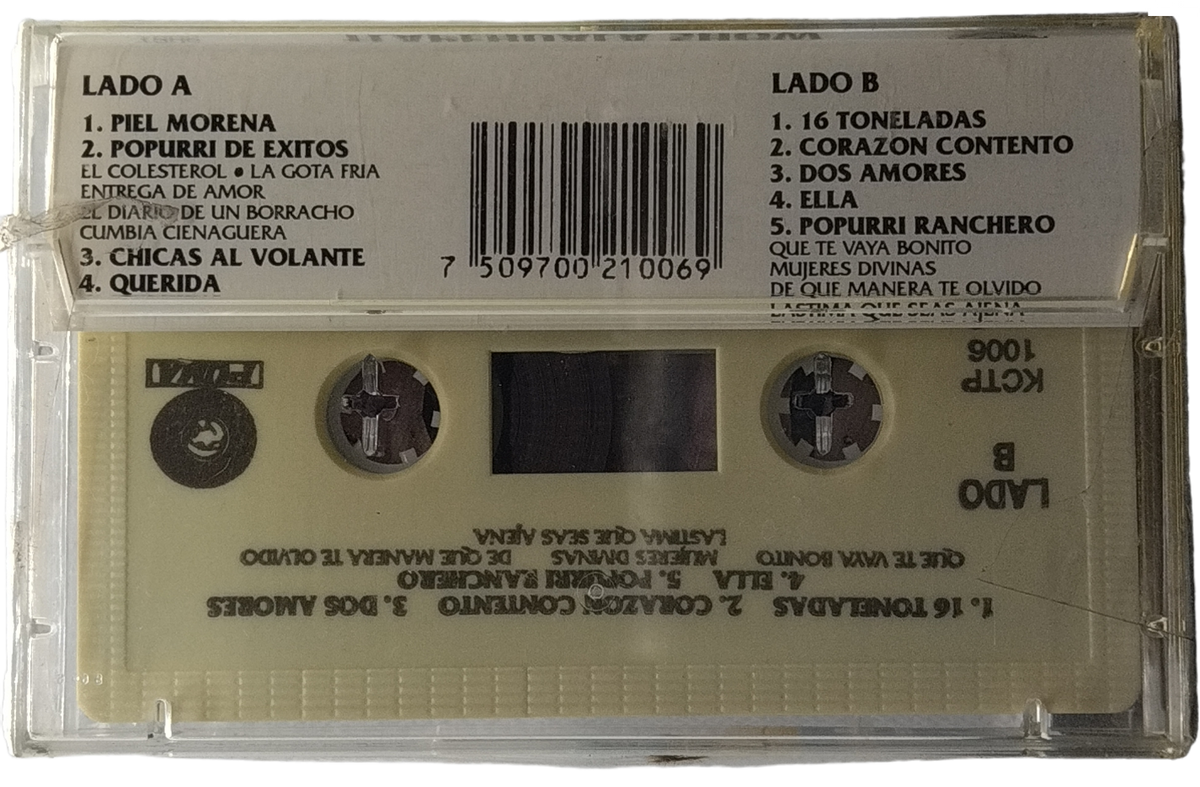 TLAPEHUALA SHOW
LADO A
1. PIEL MORENA
2. POPURRI DE EXITOS
EL COLESTEROL • LA GOTA FRIA
ENTREGA DE AMOR
EL DIARIO DE UN BORRACHO
CUMBIA CIENAGUERA
3. CHICAS AL VOLANTE
4. QUERIDA
7 509700 210069
LADO B
1. 16 TONELADAS
2. CORAZON CONTENTO
3. DOS AMORES
4. ELLA
5. POPURRI RANCHERO
QUE TE VAYA BONITO
MUJERES DIVINAS
DE QUE MANERA TE OLVIDO
LASTIMA QUE SEAS AJENA
1. 16 TONELADAS 2. CORAZON CONTENTO 3. DOS AMORES
4. ELLA 5. POPURRI RANCHERO
QUE TE VAYA BONITO MUJERES DIVINAS DE QUE MANERA TE OLVIDO
LASTIMA QUE SEAS AJENA
LADO
B
KCTP
1006
PUMA